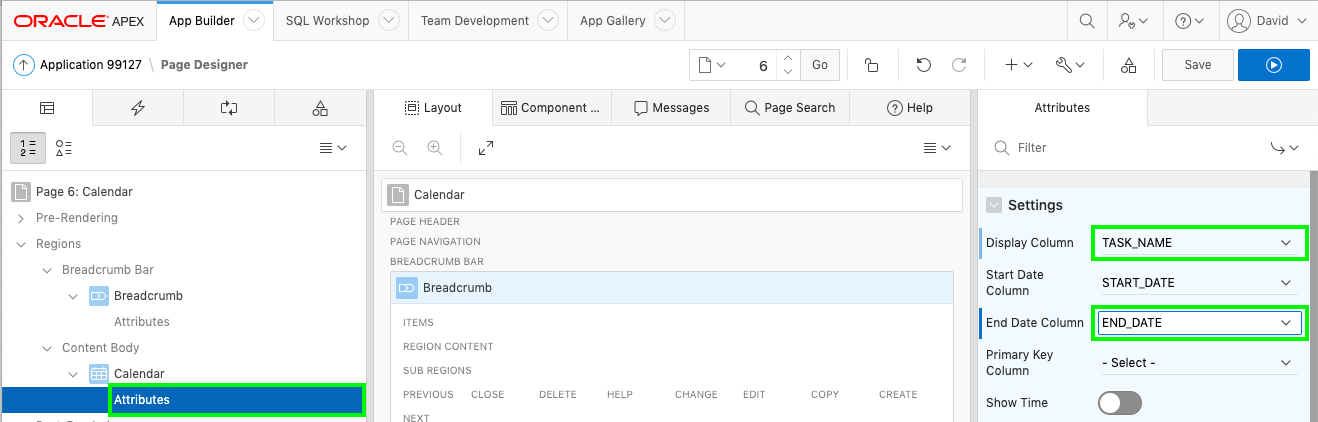 ORACLE APEX App Builder SQL Workshop Team Development App Gallery David
Application 99127 \ Page Designer 6 Go Save
Layout Component ... Messages Page Search Help Attributes
Filter
Page 6: Calendar
Pre-Rendering
Regions
Breadcrumb Bar
Breadcrumb
Attributes
Content Body
Calendar
Attributes
Calendar
PAGE HEADER
PAGE NAVIGATION
BREADCRUMB BAR
Breadcrumb
ITEMS
REGION CONTENT
SUB REGIONS
PREVIOUS CLOSE DELETE HELP CHANGE EDIT COPY CREATE
NEXT
Settings
Display Column TASK_NAME
Start Date
Column START_DATE
End Date Column END_DATE
Primary Key
Column - Select -
Show Time